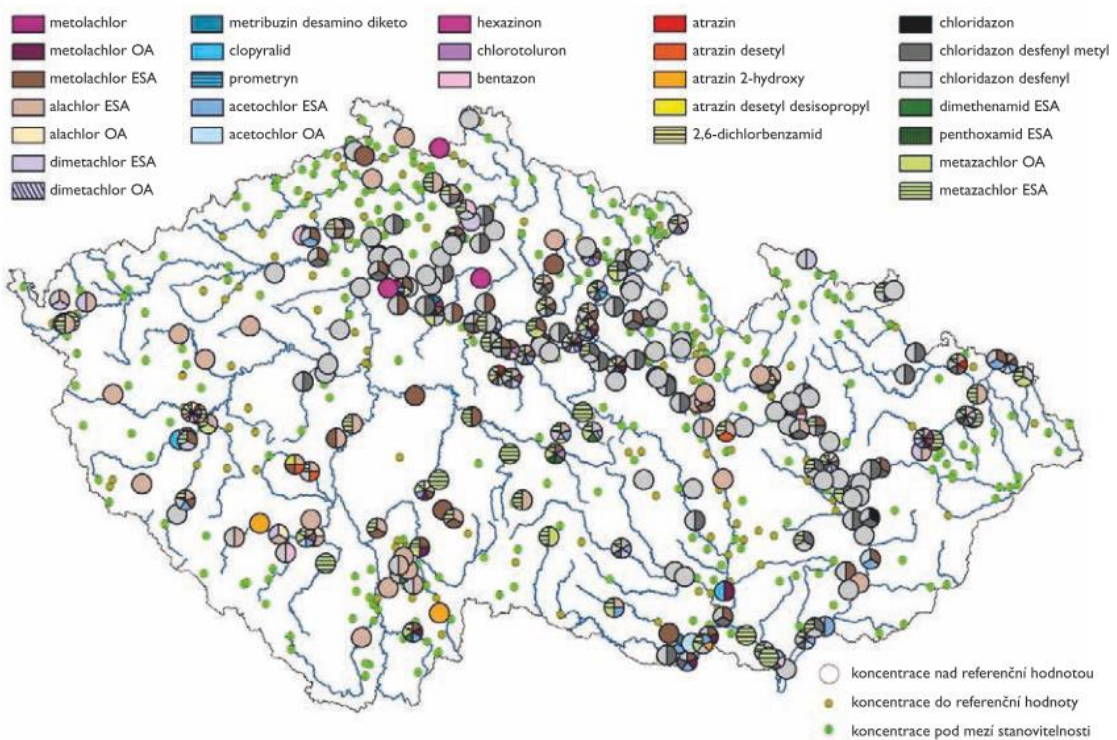 metolachlor
metolachlor OA
metolachlor ESA
alachlor ESA
alachlor OA
dimetachlor ESA
dimetachlor OA
metribuzin desamino diketo
clopyralid
prometryn
acetochlor ESA
acetochlor OA
hexazinon
chlorotoluron
bentazon
atrazin
atrazin desetyl
atrazin 2-hydroxy
atrazin desetyl desisopropyl
2,6-dichlorbenzamid
chloridazon
chloridazon desfenyl metyl
chloridazon desfenyl
dimethenamid ESA
penthoxamid ESA
metazachlor OA
metazachlor ESA
koncentrace nad referenční hodnotou
koncentrace do referenční hodnoty
koncentrace pod mezí stanovitelnosti